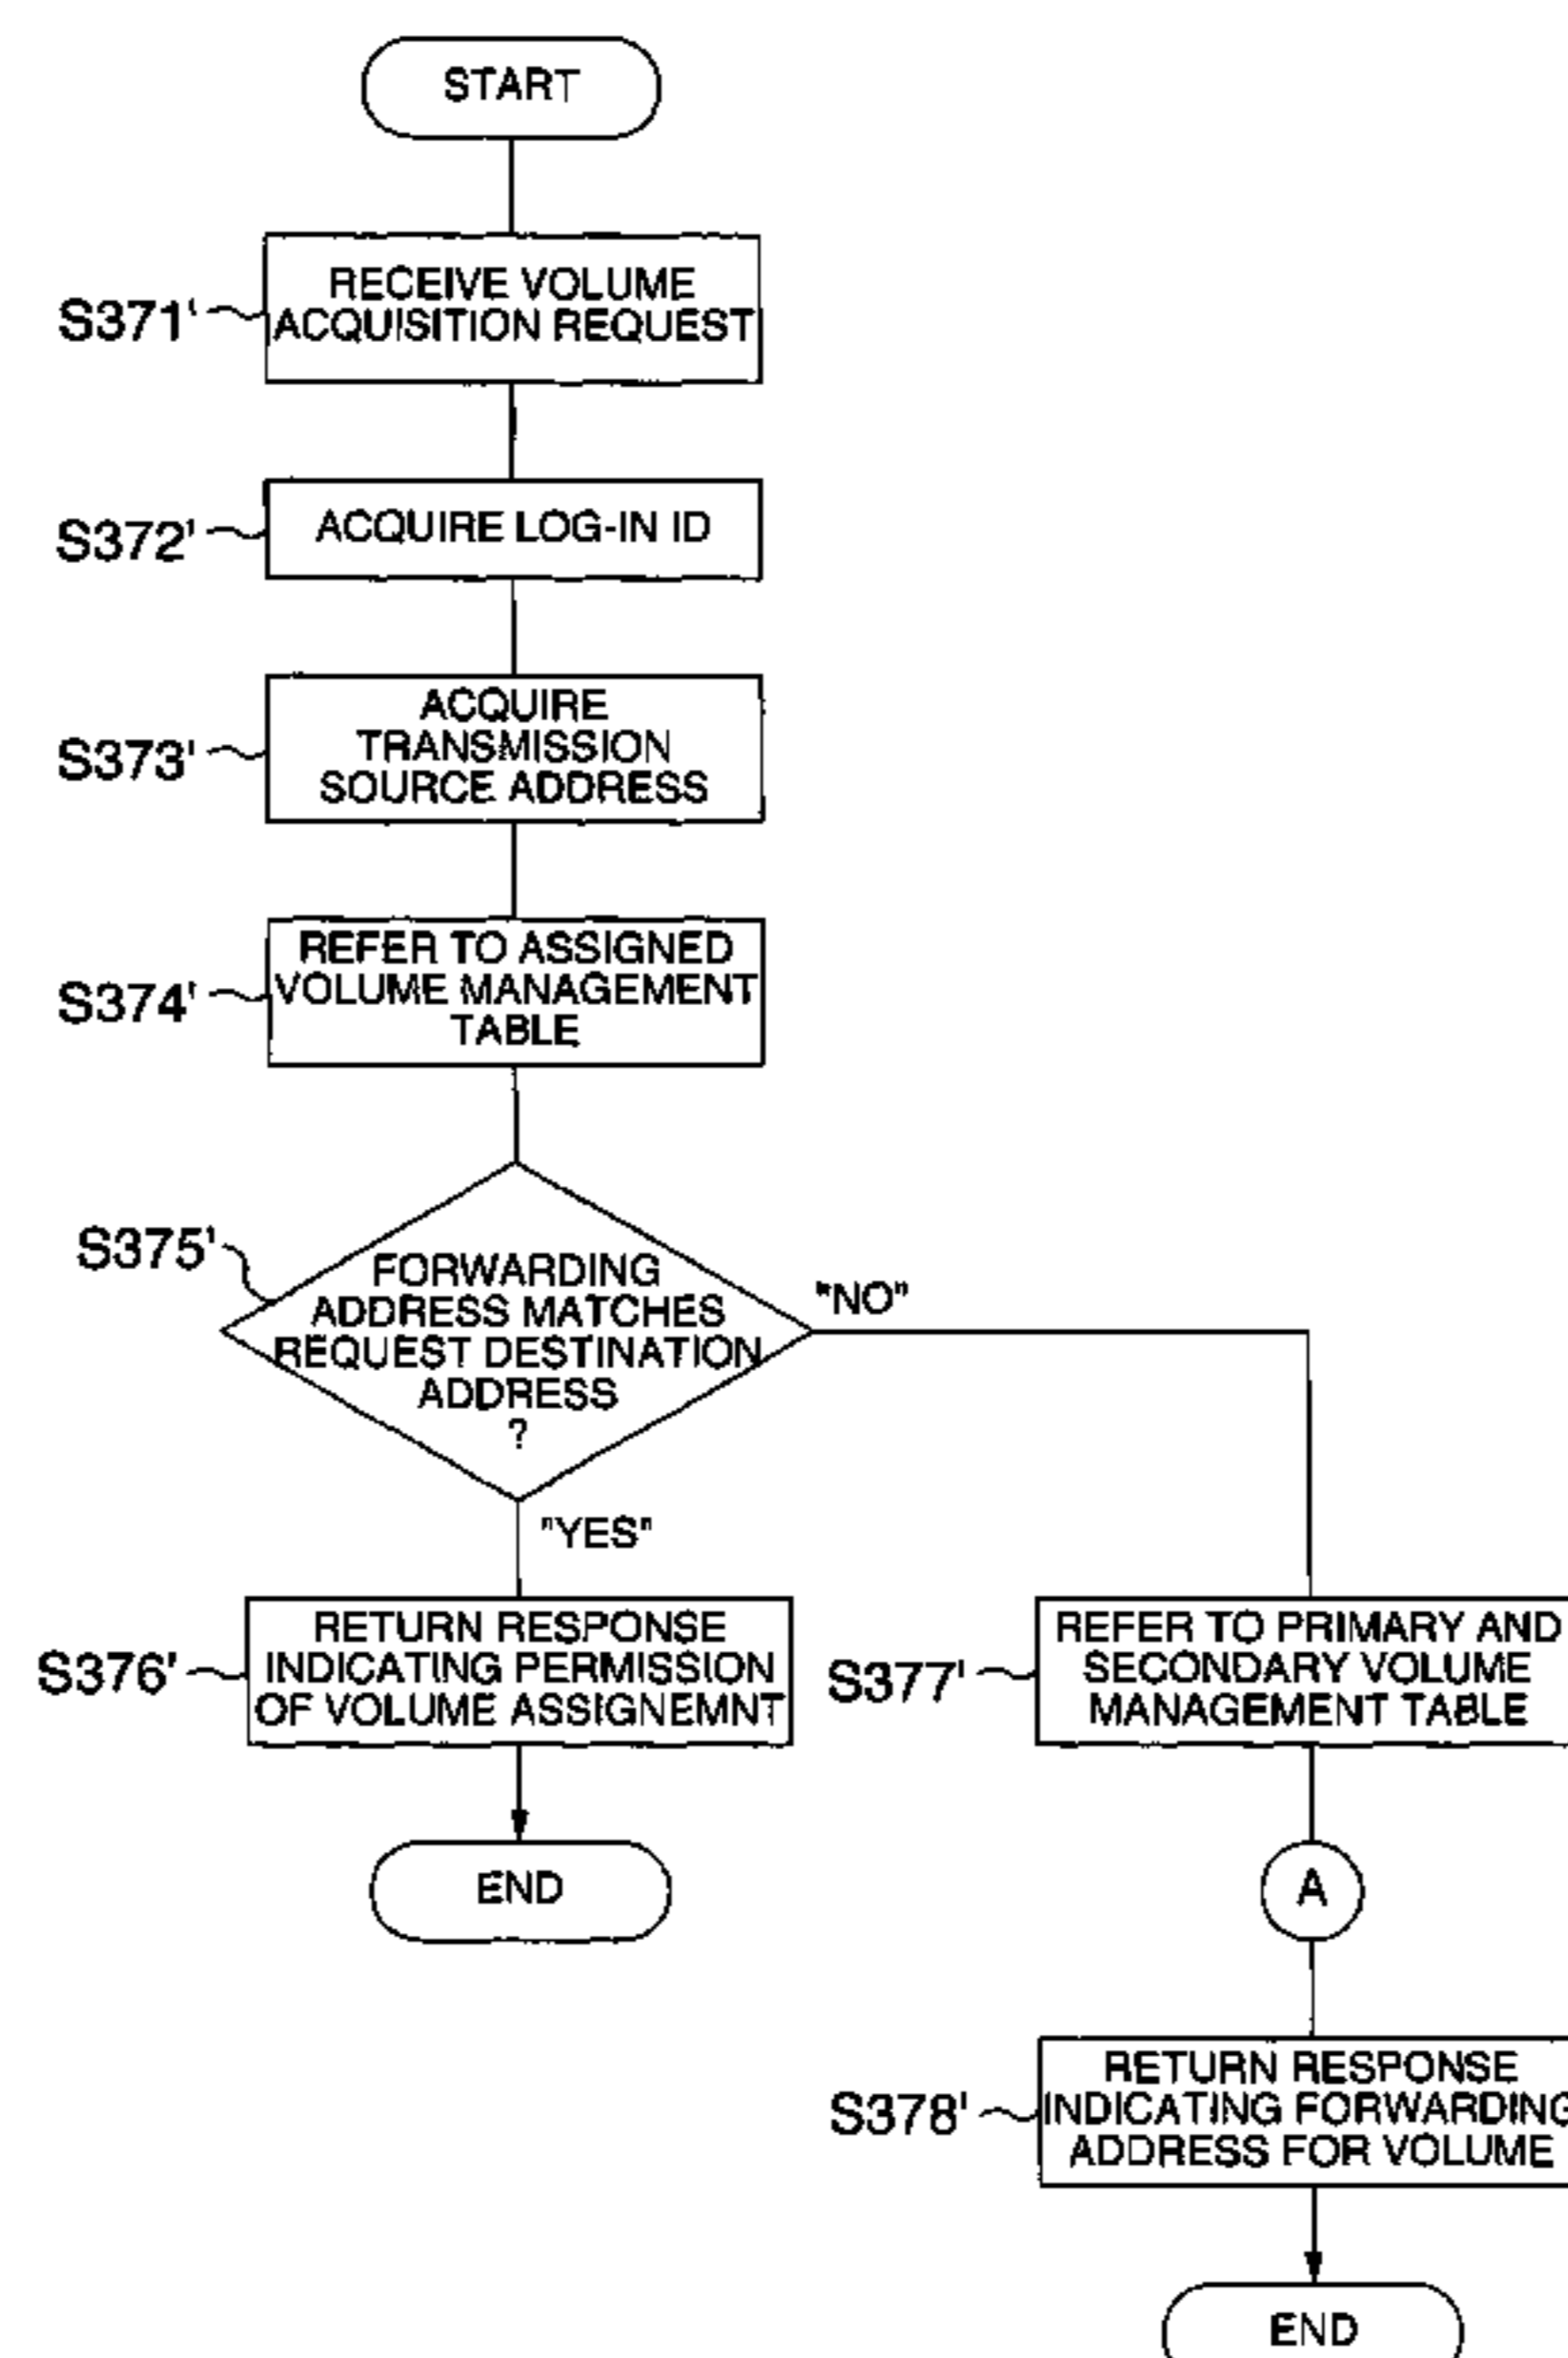 START
S371'
RECEIVE VOLUME
ACQUISITION REQUEST
S372'
ACQUIRE LOG-IN ID
S373'
ACQUIRE
TRANSMISSION
SOURCE ADDRESS
S374'
REFER TO ASSIGNED
VOLUME MANAGEMENT
TABLE
S375'
FORWARDING
ADDRESS MATCHES
REQUEST DESTINATION
ADDRESS
?
"NO"
"YES"
S376'
RETURN RESPONSE
INDICATING PERMISSION
OF VOLUME ASSIGNEMNT
END
S377'
REFER TO PRIMARY AND
SECONDARY VOLUME
MANAGEMENT TABLE
A
S378'
RETURN RESPONSE
INDICATING FORWARDING
ADDRESS FOR VOLUME
END